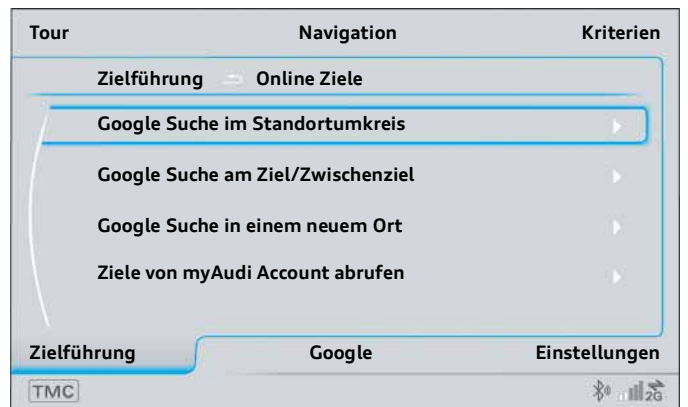 Tour Navigation Kriterien
Zielführung Online Ziele
Google Suche im Standortumkreis
Google Suche am Ziel/Zwischenziel
Google Suche in einem neuem Ort
Ziele von myAudi Account abrufen
Zielführung Google Einstellungen
TMC 2G